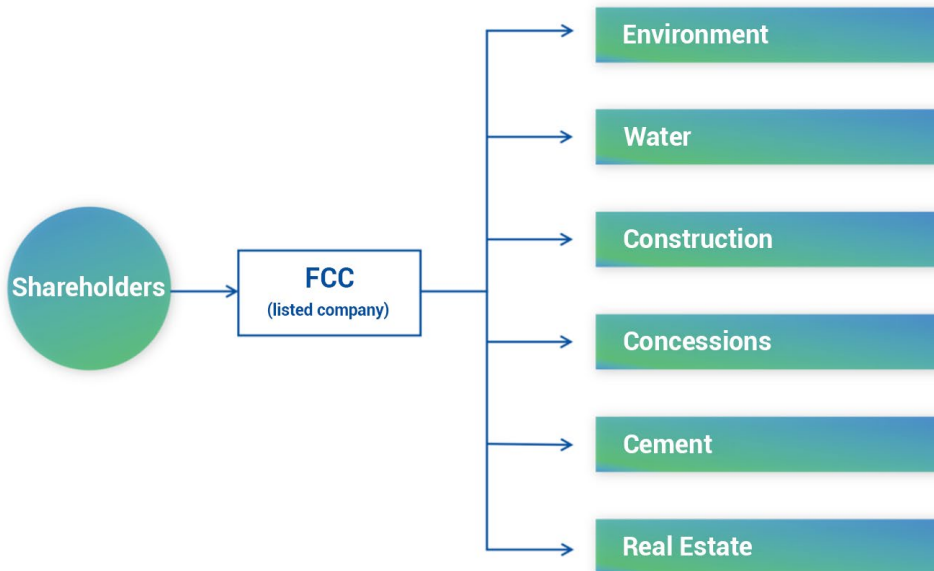 Shareholders
FCC
(listed company)
Environment
Water
Construction
Concessions
Cement
Real Estate